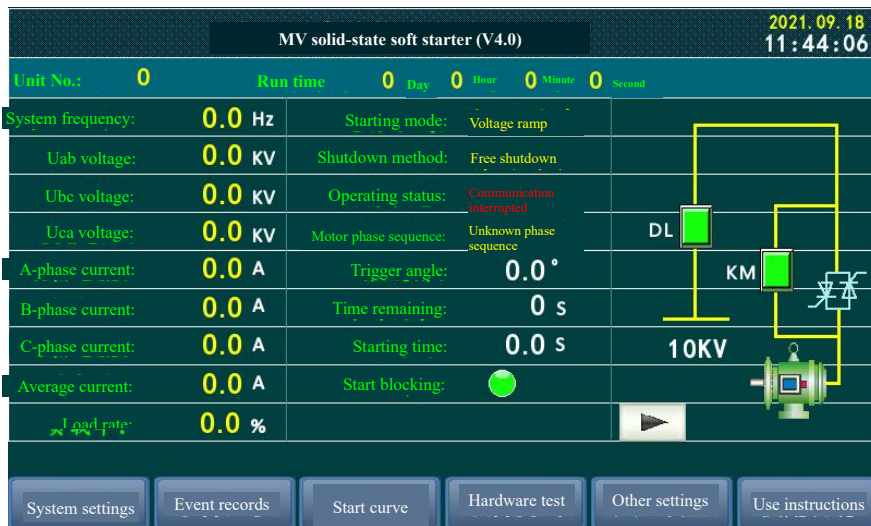 MV solid-state soft starter (V4.0)
2021.09.18
11:44:06
Unit No.: 0 Run time 0 Day 0 Hour 0 Minute 0 Second
System frequency: 0.0 Hz Starting mode: Voltage ramp
Uab voltage: 0.0 KV Shutdown method: Free shutdown
Ubc voltage: 0.0 KV Operating status: Communication
interrupted
Uca voltage: 0.0 KV Motor phase sequence: Unknown phase
sequence
DL
A-phase current: 0.0 A Trigger angle: 0.0°
KM
B-phase current: 0.0 A Time remaining: 0 S
C-phase current: 0.0 A Starting time: 0.0 S
10KV
Average current: 0.0 A Start blocking:
Load rate: 0.0 %
System settings Event records Start curve Hardware test Other settings Use instructions